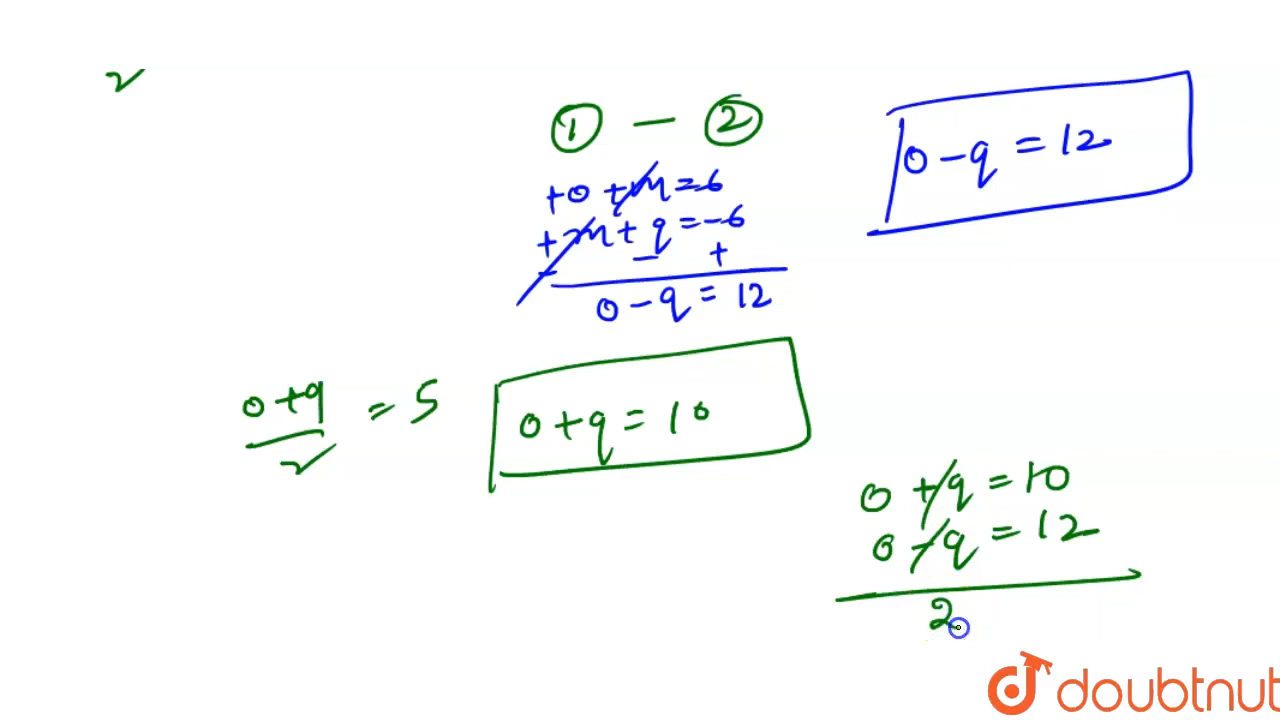 2
① - ②
+o + m = 6
+ m + q = -6
- - +
o - q = 12
o - q = 12
o + q / 2 = 5
o + q = 10
o + q = 10
o - q = 12
2
doubtnut